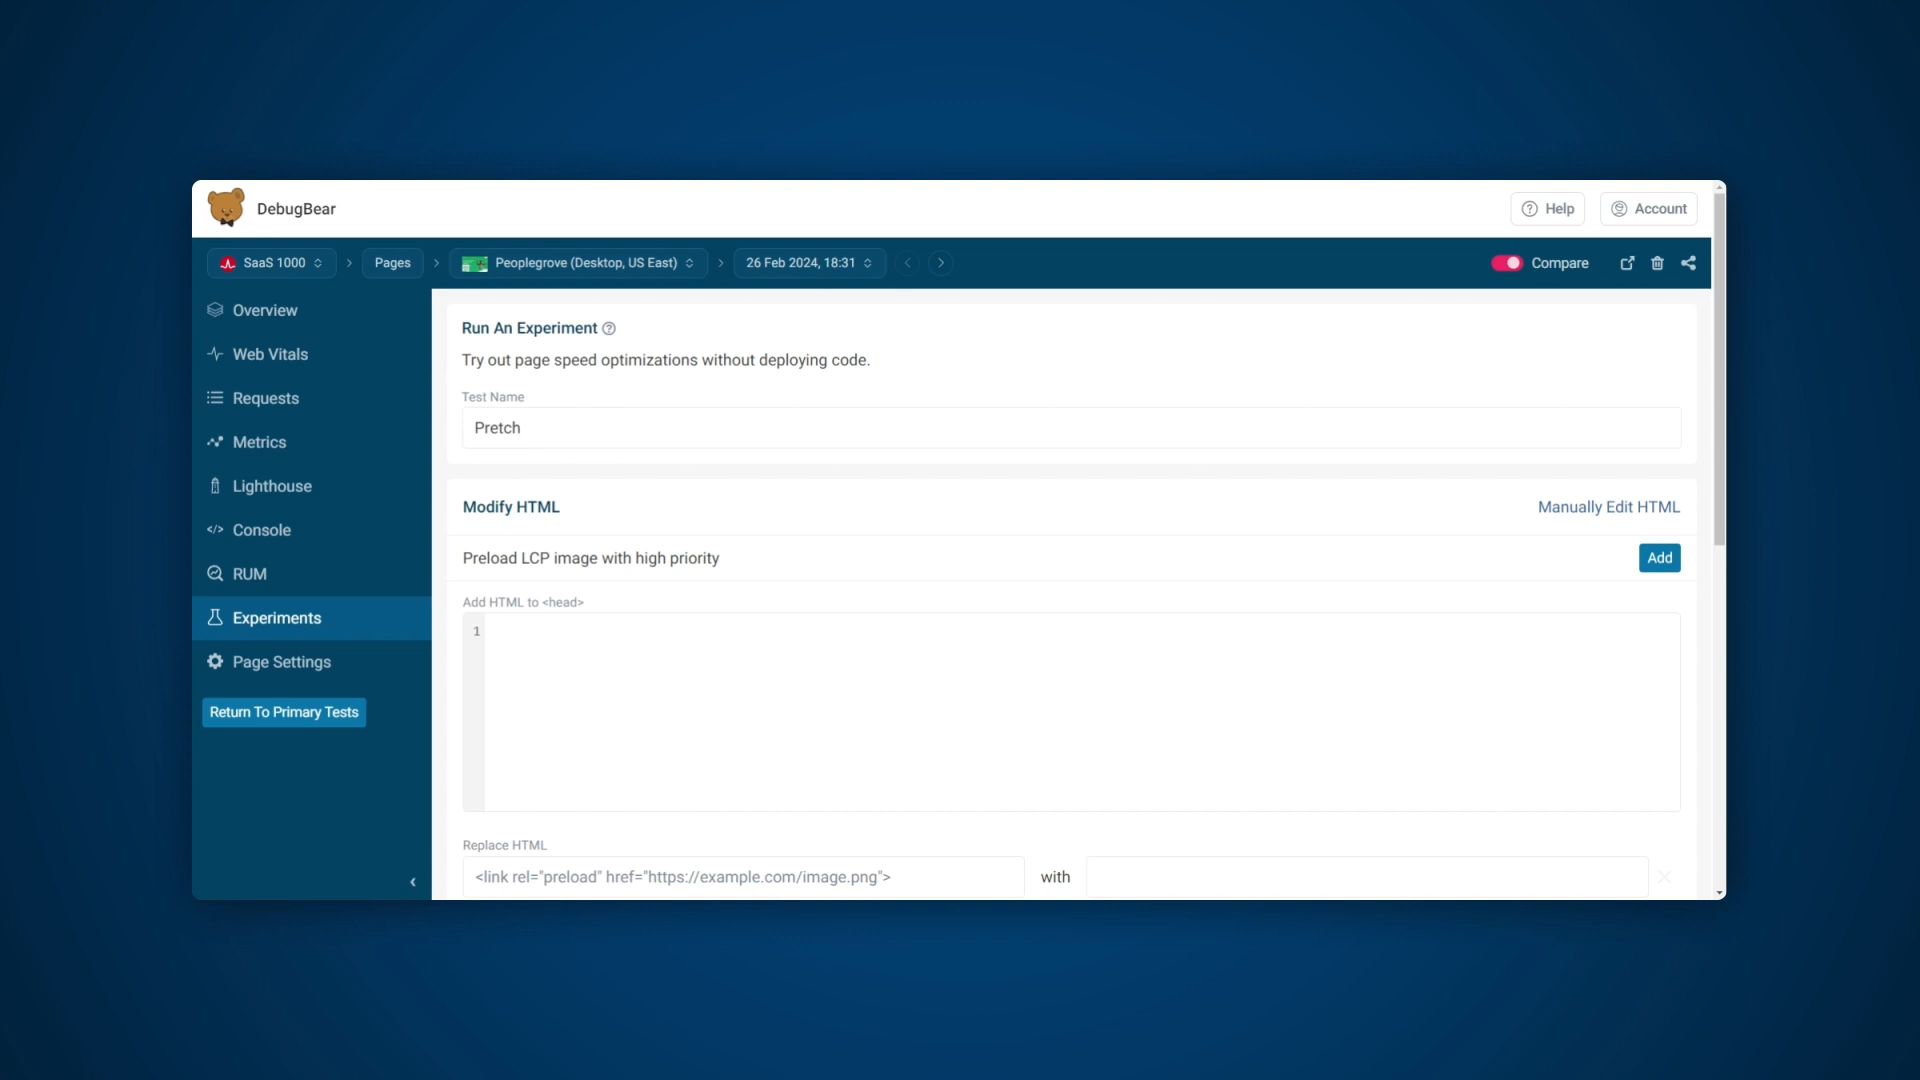 DebugBear
Help
Account
SaaS 1000
Pages
Peoplegrove (Desktop, US East)
26 Feb 2024, 18:31
Compare
Overview
Web Vitals
Requests
Metrics
Lighthouse
Console
RUM
Experiments
Page Settings
Return To Primary Tests
Run An Experiment
Try out page speed optimizations without deploying code.
Test Name
Pretch
Modify HTML
Manually Edit HTML
Preload LCP image with high priority
Add
Add HTML to <head>
1
Replace HTML
<link rel="preload" href="https://example.com/image.png"> with